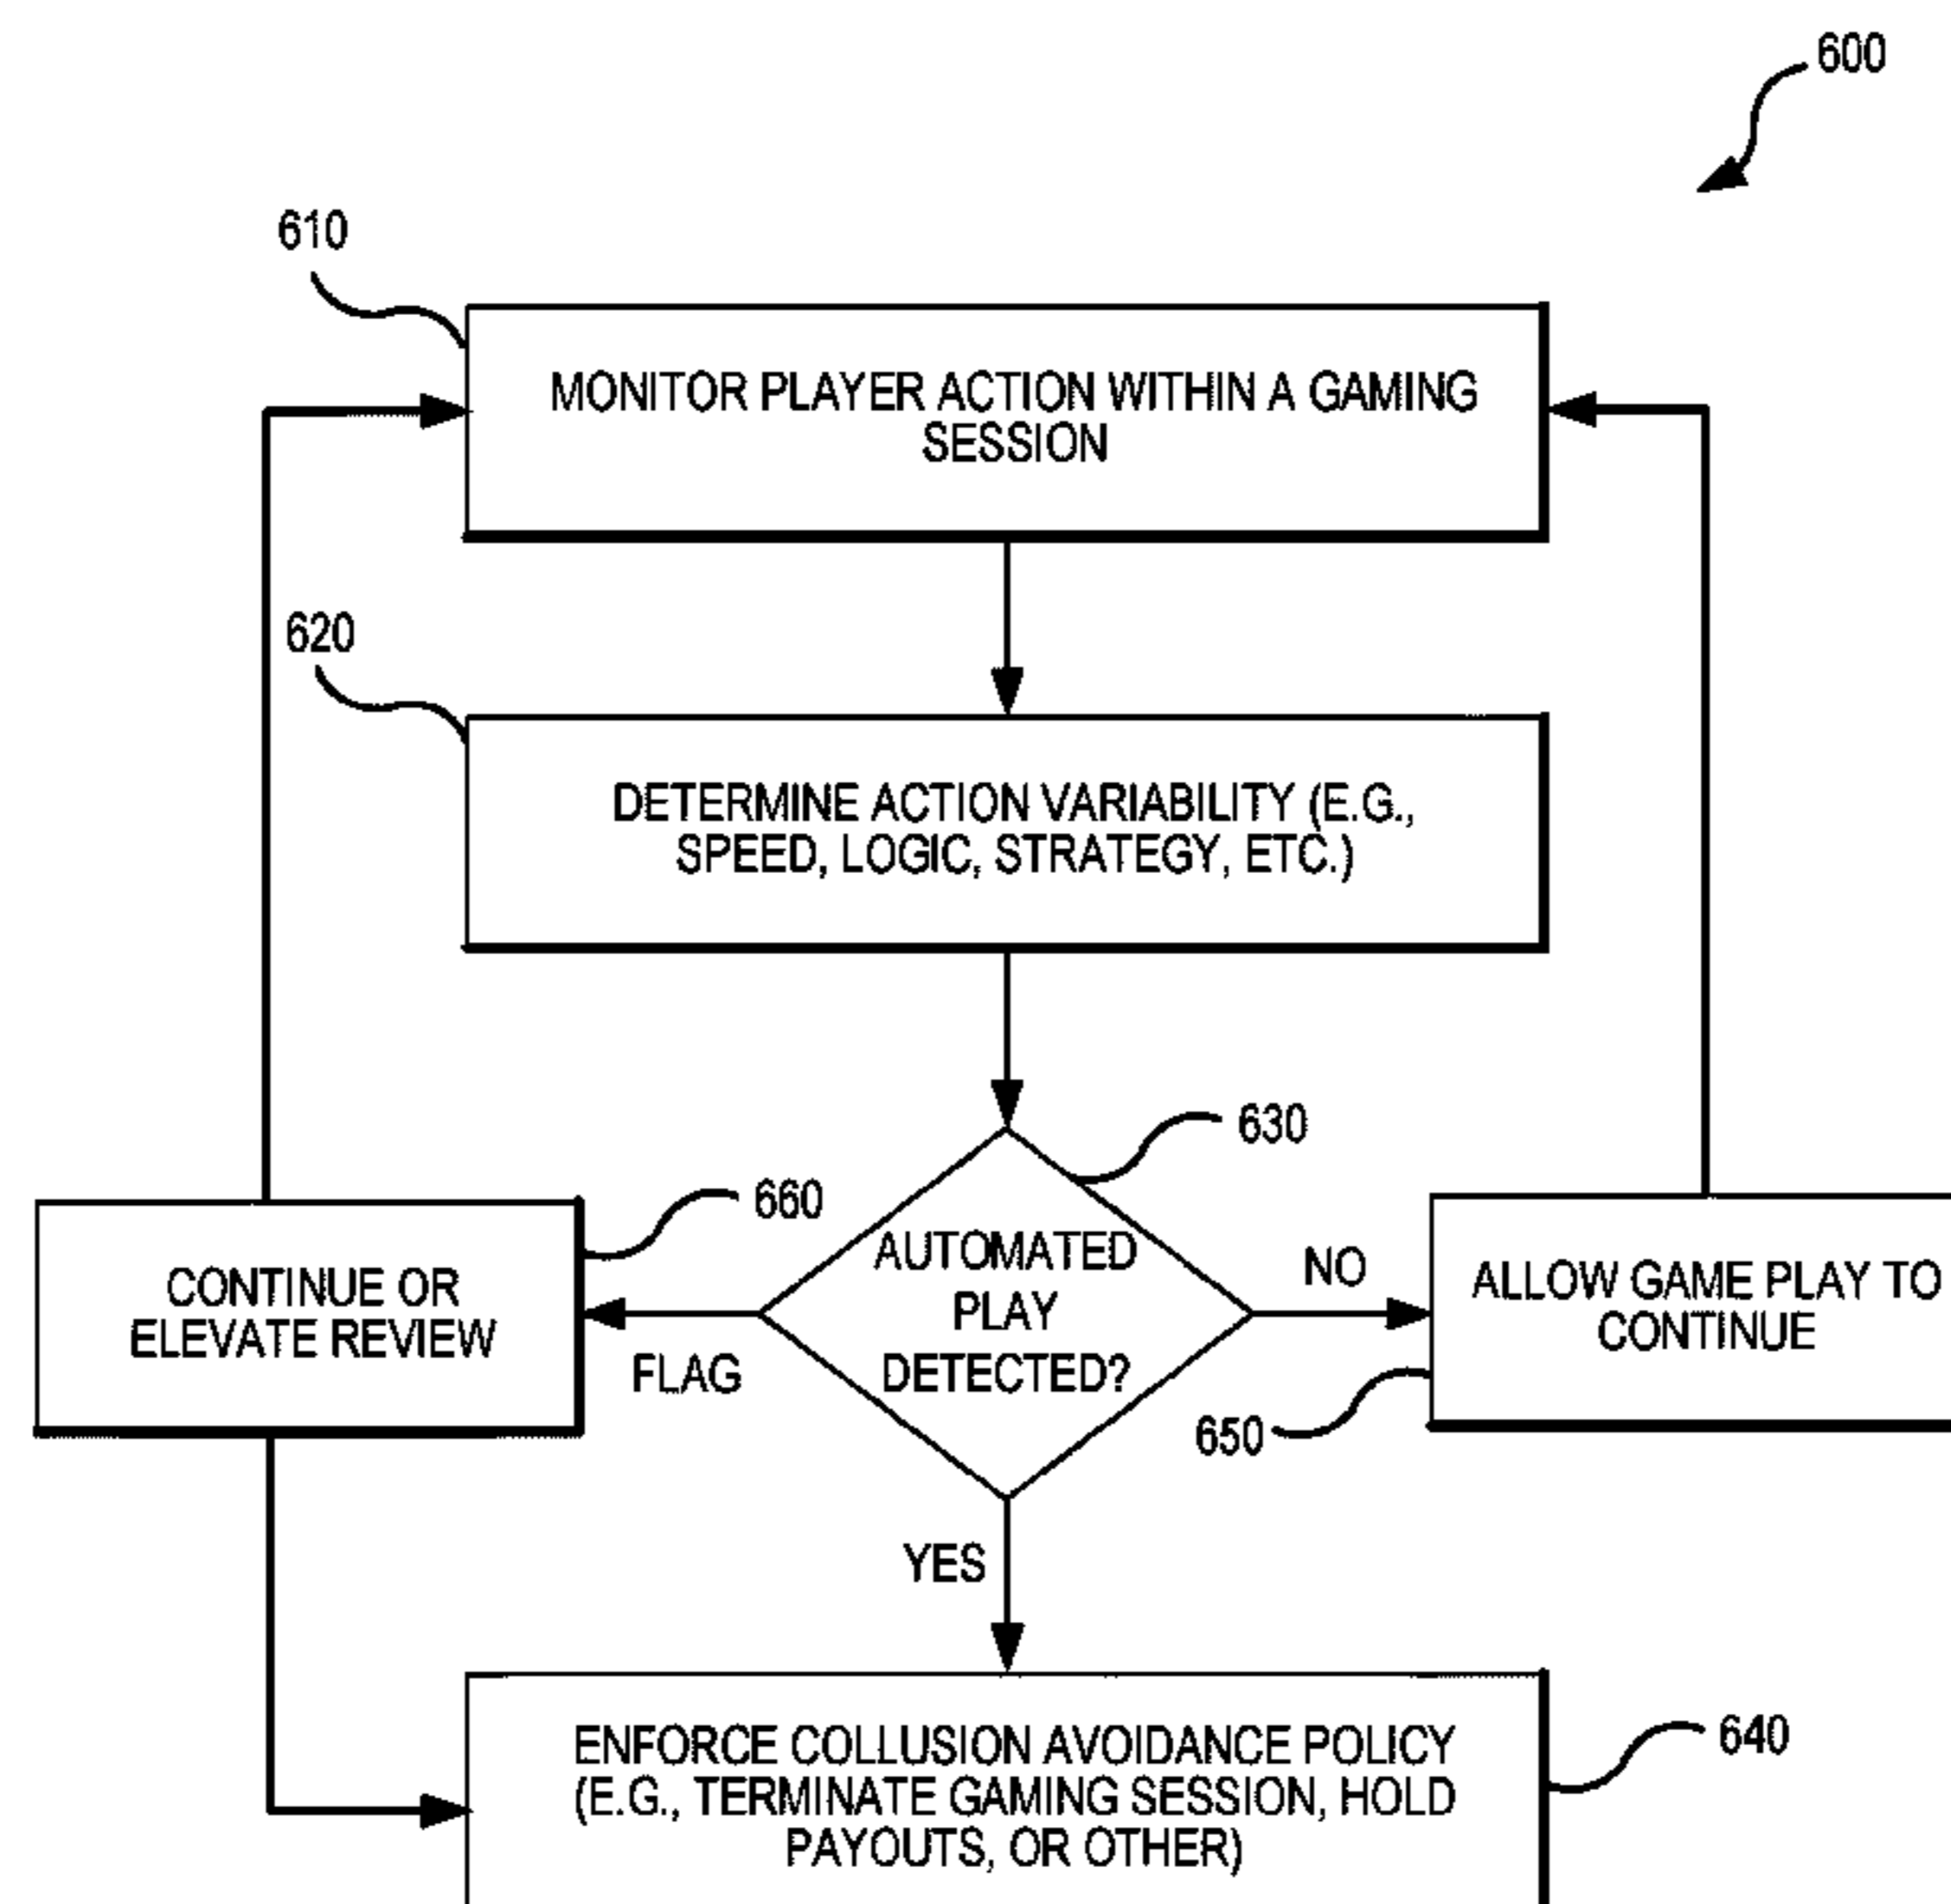 600
610
MONITOR PLAYER ACTION WITHIN A GAMING
SESSION
620
DETERMINE ACTION VARIABILITY (E.G.,
SPEED, LOGIC, STRATEGY, ETC.)
630
AUTOMATED
PLAY
DETECTED?
660
CONTINUE OR
ELEVATE REVIEW
FLAG
NO
ALLOW GAME PLAY TO
CONTINUE
650
YES
ENFORCE COLLUSION AVOIDANCE POLICY
(E.G., TERMINATE GAMING SESSION, HOLD
PAYOUTS, OR OTHER)
640